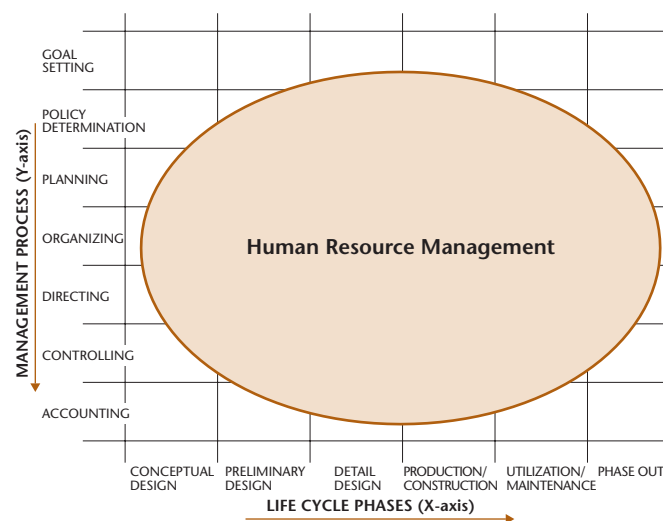 GOAL
SETTING
POLICY
DETERMINATION
PLANNING
ORGANIZING
DIRECTING
CONTROLLING
ACCOUNTING
MANAGEMENT PROCESS (Y-axis)
Human Resource Management
CONCEPTUAL
DESIGN
PRELIMINARY
DESIGN
DETAIL
DESIGN
PRODUCTION/
CONSTRUCTION
UTILIZATION/
MAINTENANCE
PHASE OUT
LIFE CYCLE PHASES (X-axis)